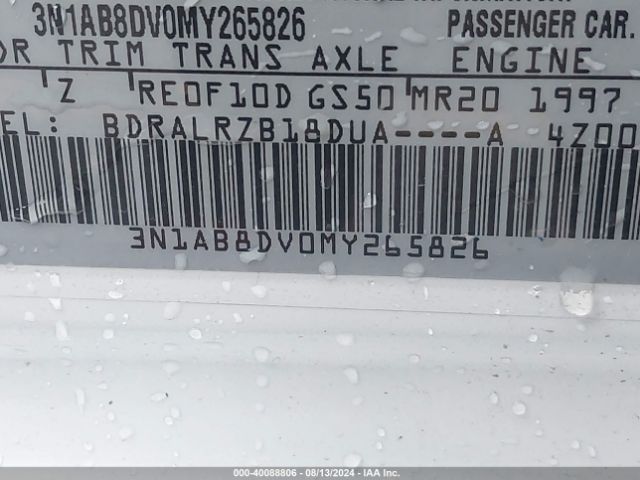 3N1AB8DV0MY265826 PASSENGER CAR.
OR TRIM TRANS AXLE ENGINE
Z RE0F10D GS50 MR20 1997
EL: BDRALRZB18DUA----A 4Z00
3N1AB8DV0MY265826
000-40088806 - 08/13/2024 - IAA Inc.